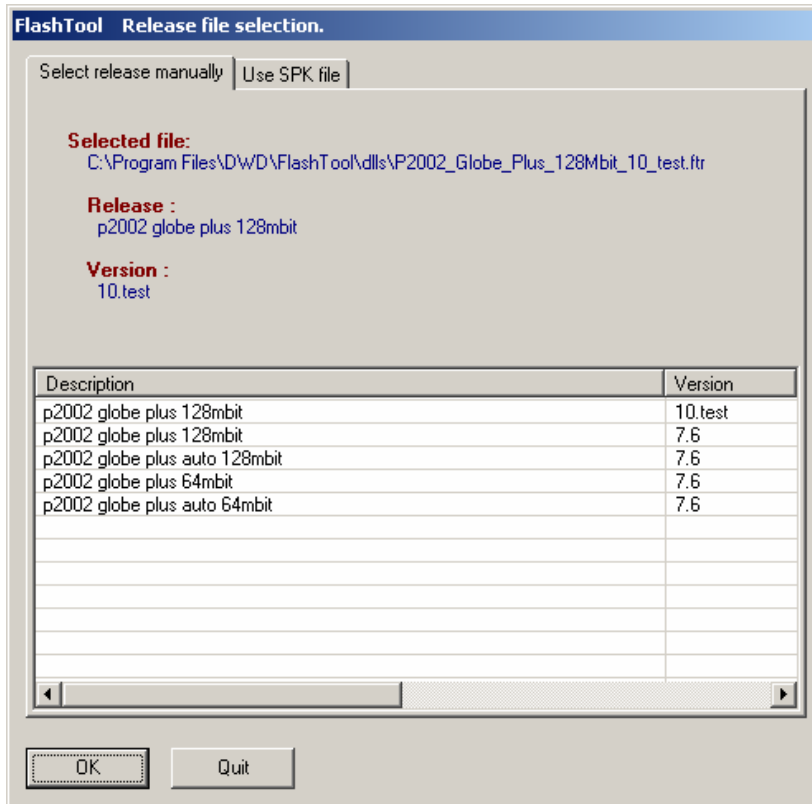 FlashTool Release file selection.
Select release manually Use SPK file
Selected file:
C:\Program Files\DWD\FlashTool\dlls\P2002_Globe_Plus_128Mbit_10_test.ftr
Release :
p2002 globe plus 128mbit
Version :
10.test
Description Version
p2002 globe plus 128mbit 10.test
p2002 globe plus 128mbit 7.6
p2002 globe plus auto 128mbit 7.6
p2002 globe plus 64mbit 7.6
p2002 globe plus auto 64mbit 7.6
OK Quit